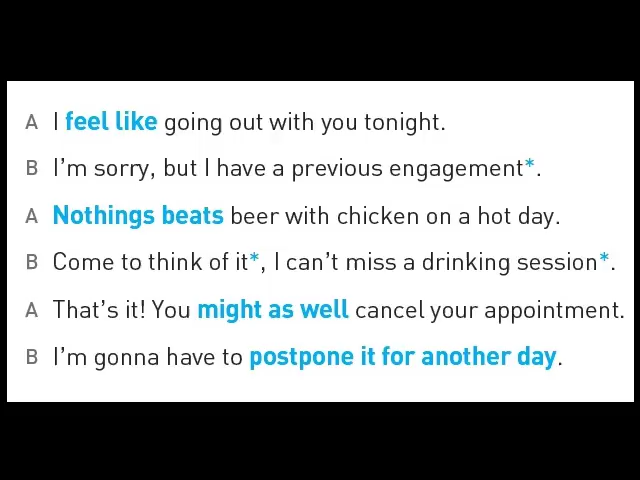 A I feel like going out with you tonight.
B I'm sorry, but I have a previous engagement*.
A Nothings beats beer with chicken on a hot day.
B Come to think of it*, I can't miss a drinking session*.
A That's it! You might as well cancel your appointment.
B I'm gonna have to postpone it for another day.